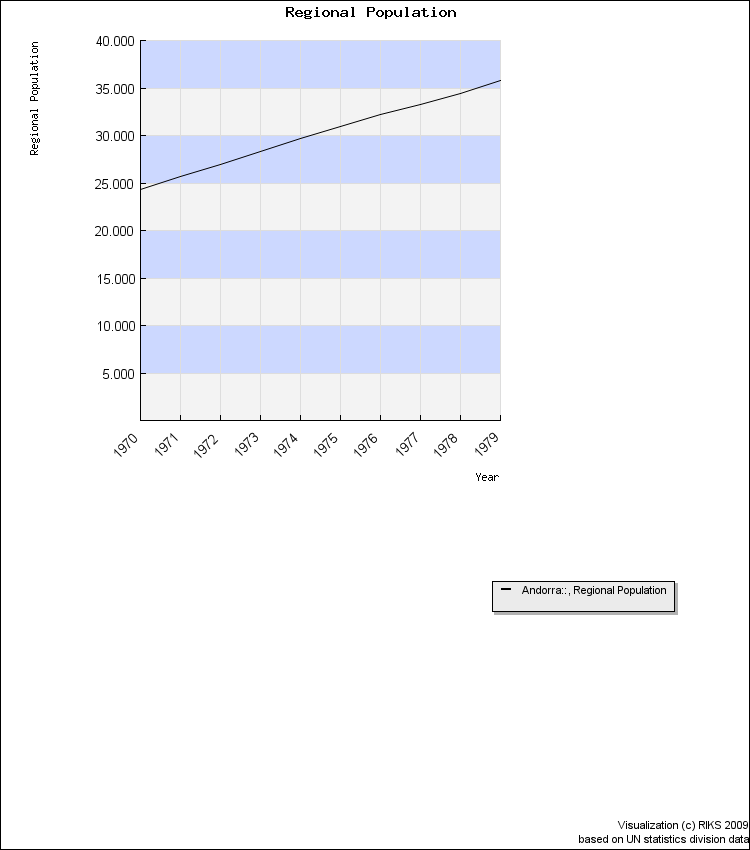 Regional Population
Regional Population
40.000
35.000
30.000
25.000
20.000
15.000
10.000
5.000
1970 1971 1972 1973 1974 1975 1976 1977 1978 1979
Year
Andorra::, Regional Population
Visualization (c) RIKS 2009
based on UN statistics division data